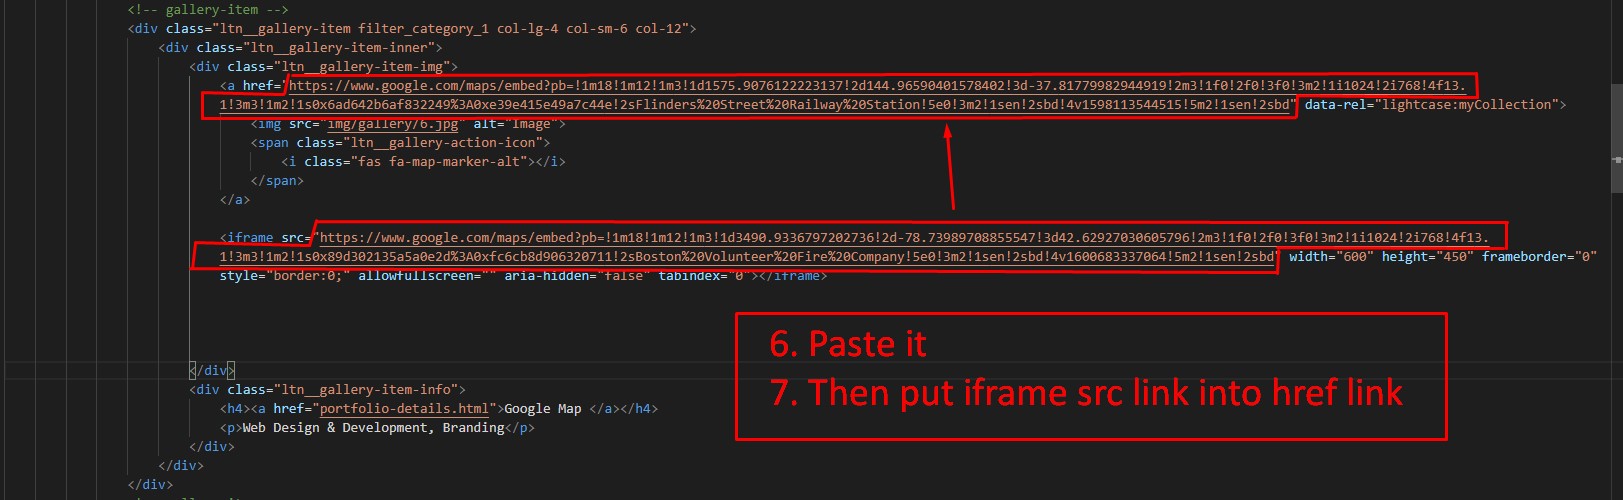 <!-- gallery-item -->
<div class="ltn__gallery-item filter_category_1 col-lg-4 col-sm-6 col-12">
<div class="ltn__gallery-item-inner">
<div class="ltn__gallery-item-img">
<a href="https://www.google.com/maps/embed?pb=!1m18!1m12!1m3!1d1575.9076122223137!2d144.96590401578402!3d-37.81779982944919!2m3!1f0!2f0!3f0!3m2!1i1024!2i768!4f13.
1!3m3!1m2!1s0x6ad642b6af832249%3A0xe39e415e49a7c44e!2sFlinders%20Street%20Railway%20Station!5e0!3m2!1sen!2sbd!4v1598113544515!5m2!1sen!2sbd" data-rel="lightcase:myCollection">
<img src="img/gallery/6.jpg" alt="Image">
<span class="ltn__gallery-action-icon">
<i class="fas fa-map-marker-alt"></i>
</span>
</a>
<iframe src="https://www.google.com/maps/embed?pb=!1m18!1m12!1m3!1d3490.9336797202736!2d-78.73989708855547!3d42.62927030605796!2m3!1f0!2f0!3f0!3m2!1i1024!2i768!4f13.
1!3m3!1m2!1s0x89d302135a5a0e2d%3A0xfc6cb8d906320711!2sBoston%20Volunteer%20Fire%20Company!5e0!3m2!1sen!2sbd!4v1600683337064!5m2!1sen!2sbd" width="600" height="450" frameborder="0"
style="border:0;" allowfullscreen="" aria-hidden="false" tabindex="0"></iframe>
6. Paste it
7. Then put iframe src link into href link
</div>
<div class="ltn__gallery-item-info">
<h4><a href="portfolio-details.html">Google Map </a></h4>
<p>Web Design & Development, Branding</p>
</div>
</div>
</div>